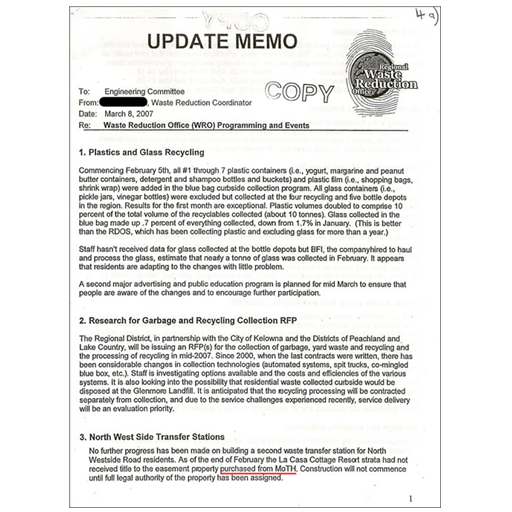 4a)
COPY
UPDATE MEMO
Regional
Waste
Reduction
Office
COPY
To: Engineering Committee
From: , Waste Reduction Coordinator
Date: March 8, 2007
Re: Waste Reduction Office (WRO) Programming and Events
1. Plastics and Glass Recycling
Commencing February 5th, all #1 through 7 plastic containers (i.e., yogurt, margarine and peanut
butter containers, detergent and shampoo bottles and buckets) and plastic film (i.e., shopping bags,
shrink wrap) were added in the blue bag curbside collection program. All glass containers (i.e.,
pickle jars, vinegar bottles) were excluded but collected at the four recycling and five bottle depots
in the region. Results for the first month are exceptional. Plastic volumes doubled to comprise 10
percent of the total volume of the recyclables collected (about 10 tonnes). Glass collected in the
blue bag made up .7 percent of everything collected, down from 1.7% in January. (This is better
than the RDOS, which has been collecting plastic and excluding glass for more than a year.)
Staff hasn't received data for glass collected at the bottle depots but BFI, the companyhired to haul
and process the glass, estimate that nearly a tonne of glass was collected in February. It appears
that residents are adapting to the changes with little problem.
A second major advertising and public education program is planned for mid March to ensure that
people are aware of the changes and to encourage further participation.
2. Research for Garbage and Recycling Collection RFP
The Regional District, in partnership with the City of Kelowna and the Districts of Peachland and
Lake Country, will be issuing an RFP(s) for the collection of garbage, yard waste and recycling and
the processing of recycling in mid-2007. Since 2000, when the last contracts were written, there has
been considerable changes in collection technologies (automated systems, spit trucks, co-mingled
blue box, etc.). Staff is investigating options available and the costs and efficiencies of the various
systems. It is also looking into the possibility that residential waste collected curbside would be
disposed at the Glenmore Landfill. It is anticipated that the recycling processing will be contracted
separately from collection, and due to the service challenges experienced recently, service delivery
will be an evaluation priority.
3. North West Side Transfer Stations
No further progress has been made on building a second waste transfer station for North
Westside Road residents. As of the end of February the La Casa Cottage Resort strata had not
received title to the easement property purchased from MoTH. Construction will not commence
until full legal authority of the property has been assigned.
1